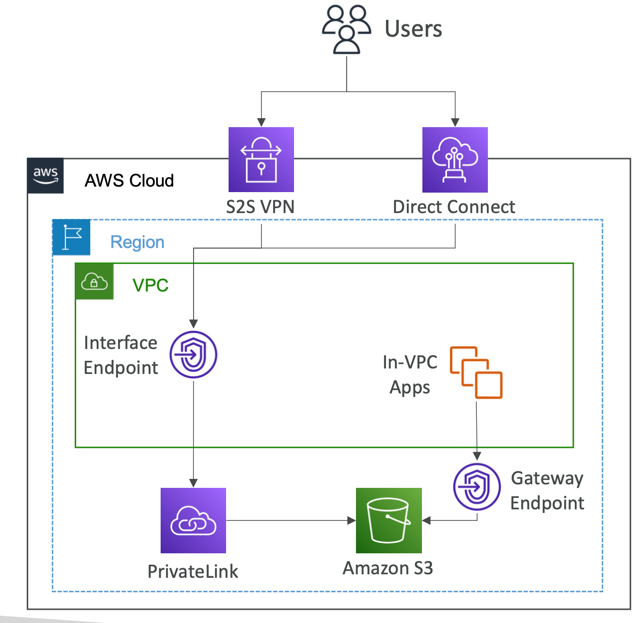 Users
aws
AWS Cloud
S2S VPN
Direct Connect
Region
VPC
Interface
Endpoint
In-VPC
Apps
Gateway
Endpoint
PrivateLink
Amazon S3